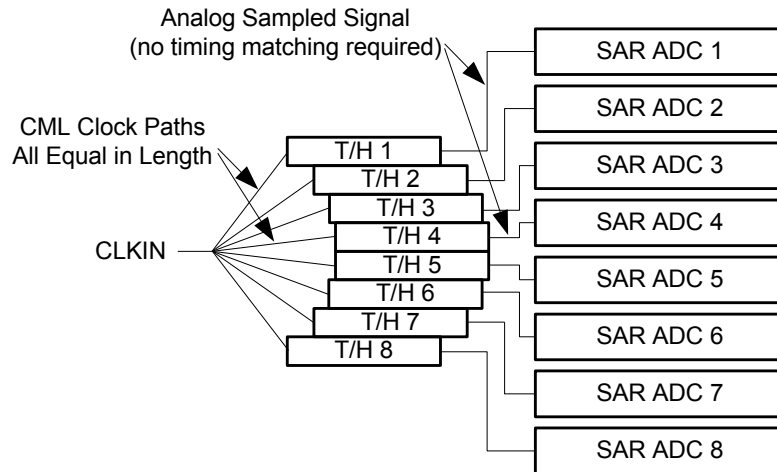 Analog Sampled Signal
(no timing matching required)
CML Clock Paths
All Equal in Length
CLKIN
T/H 1
T/H 2
T/H 3
T/H 4
T/H 5
T/H 6
T/H 7
T/H 8
SAR ADC 1
SAR ADC 2
SAR ADC 3
SAR ADC 4
SAR ADC 5
SAR ADC 6
SAR ADC 7
SAR ADC 8